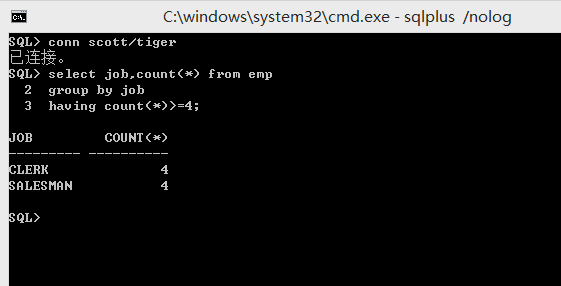 C:\windows\system32\cmd.exe - sqlplus /nolog
SQL> conn scott/tiger
已连接。
SQL> select job,count(*) from emp
  2  group by job
  3  having count(*)>=4;
JOB         COUNT(*)
--------- ----------
CLERK              4
SALESMAN           4
SQL>